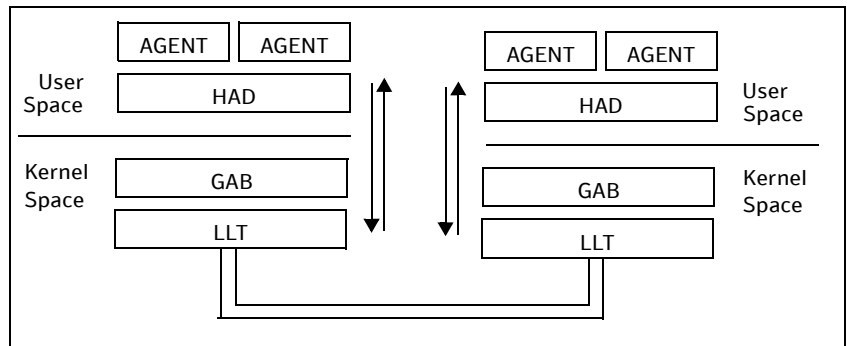 AGENT AGENT
User
Space
HAD
Kernel
Space
GAB
LLT
AGENT AGENT
HAD
User
Space
GAB
Kernel
Space
LLT